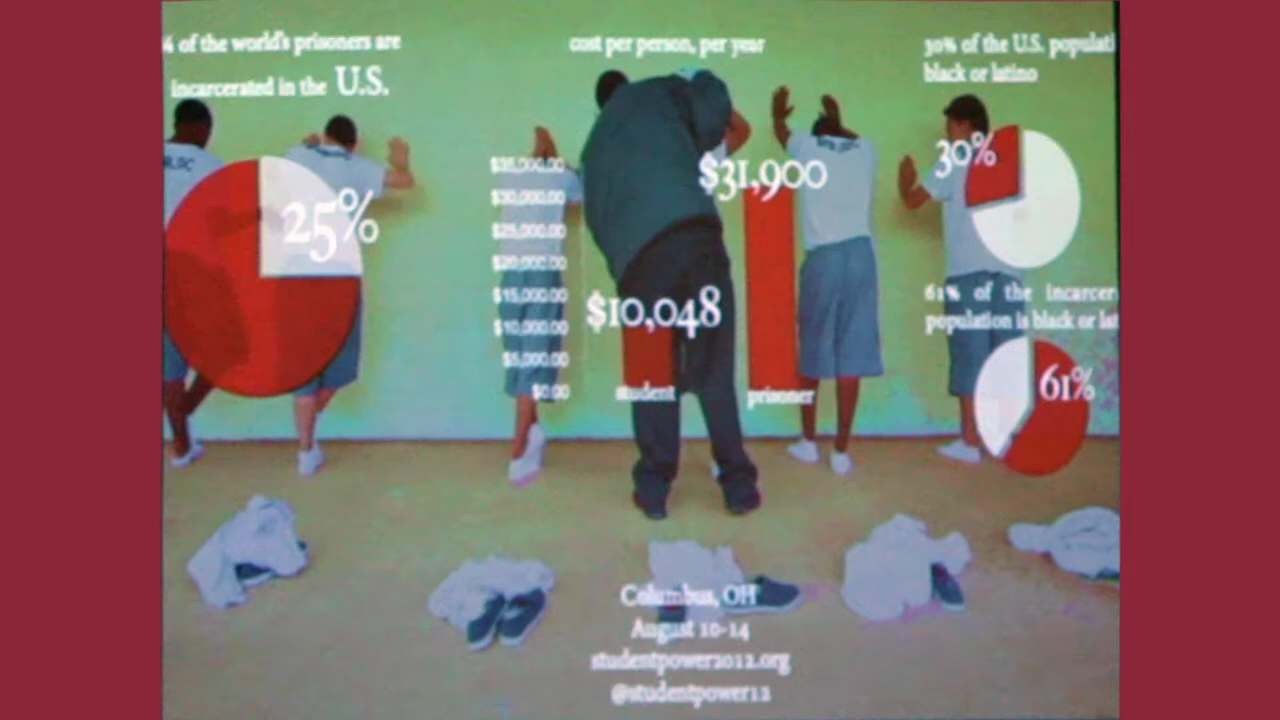 of the world's prisoners are
incarcerated in the U.S.
25%
cost per person, per year
$35,000.00
$30,000.00
$25,000.00
$20,000.00
$15,000.00
$10,000.00
$5,000.00
$0.00
$31,900
$10,048
student
prisoner
30% of the U.S.
black or latino
30%
61% of the
population is black or
61%
Columbus, OH
August 10-14
studentpower2012.org
@studentpower12